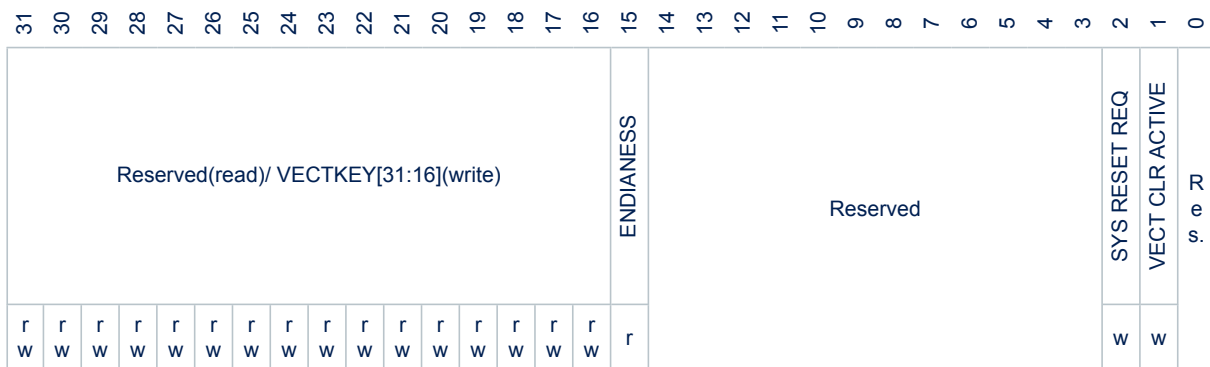 31 30 29 28 27 26 25 24 23 22 21 20 19 18 17 16 15 14 13 12 11 10 9 8 7 6 5 4 3 2 1 0
Reserved(read)/ VECTKEY[31:16](write)
ENDIANESS
Reserved
SYS RESET REQ
VECT CLR ACTIVE
R
e
s.
r r r r r r r r r r r r r r r r
w w w w w w w w w w w w w w w w
r
w w